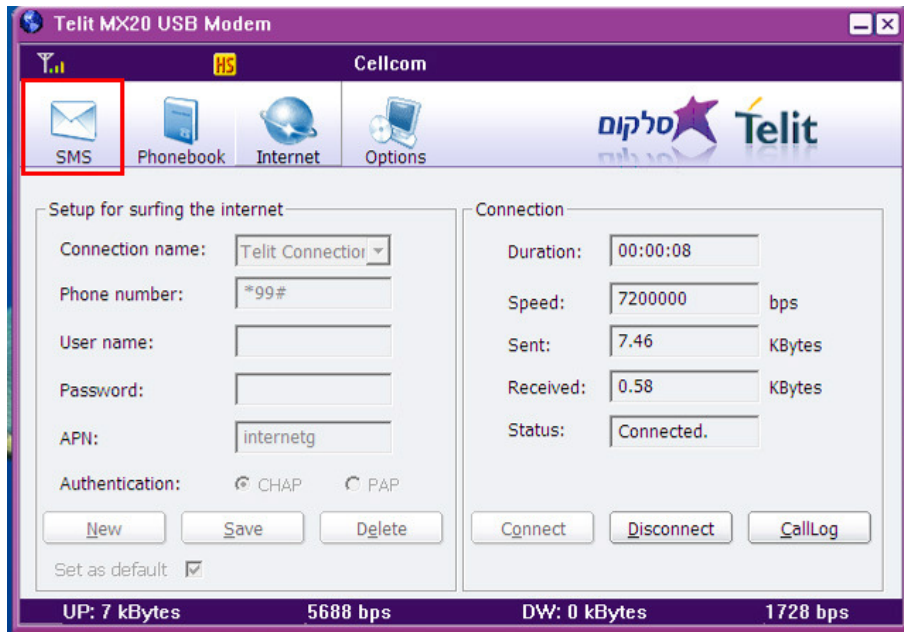 Telit MX20 USB Modem
HS Cellcom
SMS Phonebook Internet Options
סלקום Telit
Setup for surfing the internet
Connection name: Telit Connection
Phone number: *99#
User name:
Password:
APN: internetg
Authentication: CHAP PAP
New Save Delete
Set as default
Connection
Duration: 00:00:08
Speed: 7200000 bps
Sent: 7.46 KBytes
Received: 0.58 KBytes
Status: Connected.
Connect Disconnect CallLog
UP: 7 kBytes 5688 bps DW: 0 kBytes 1728 bps